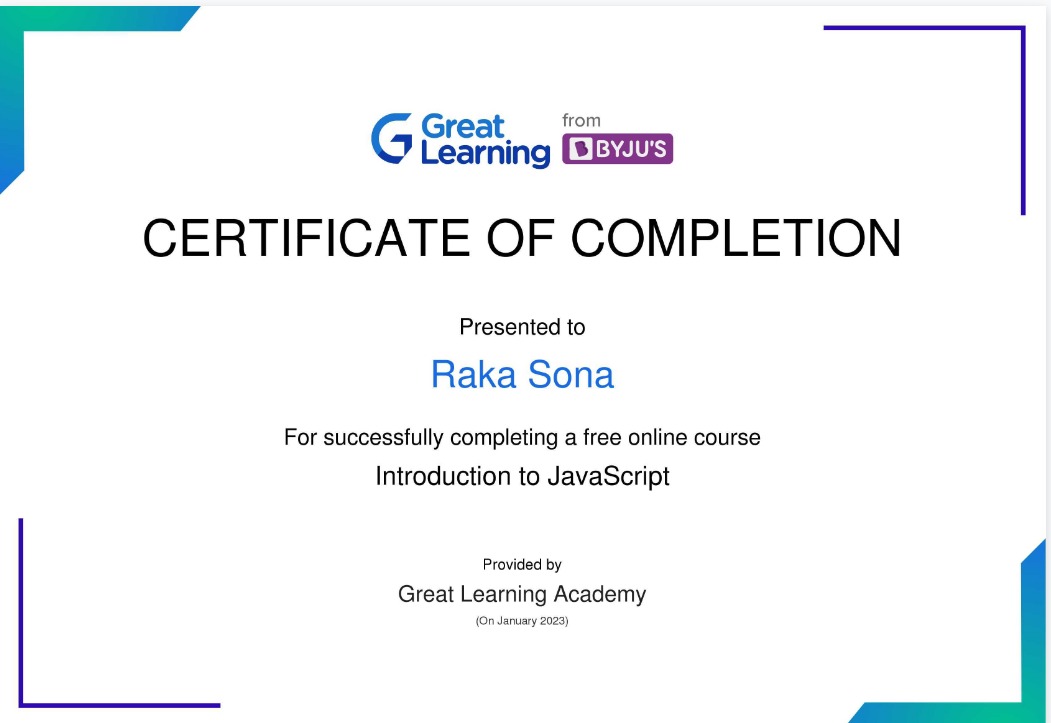 Great Learning
from
BYJU'S
CERTIFICATE OF COMPLETION
Presented to
Raka Sona
For successfully completing a free online course
Introduction to JavaScript
Provided by
Great Learning Academy
(On January 2023)